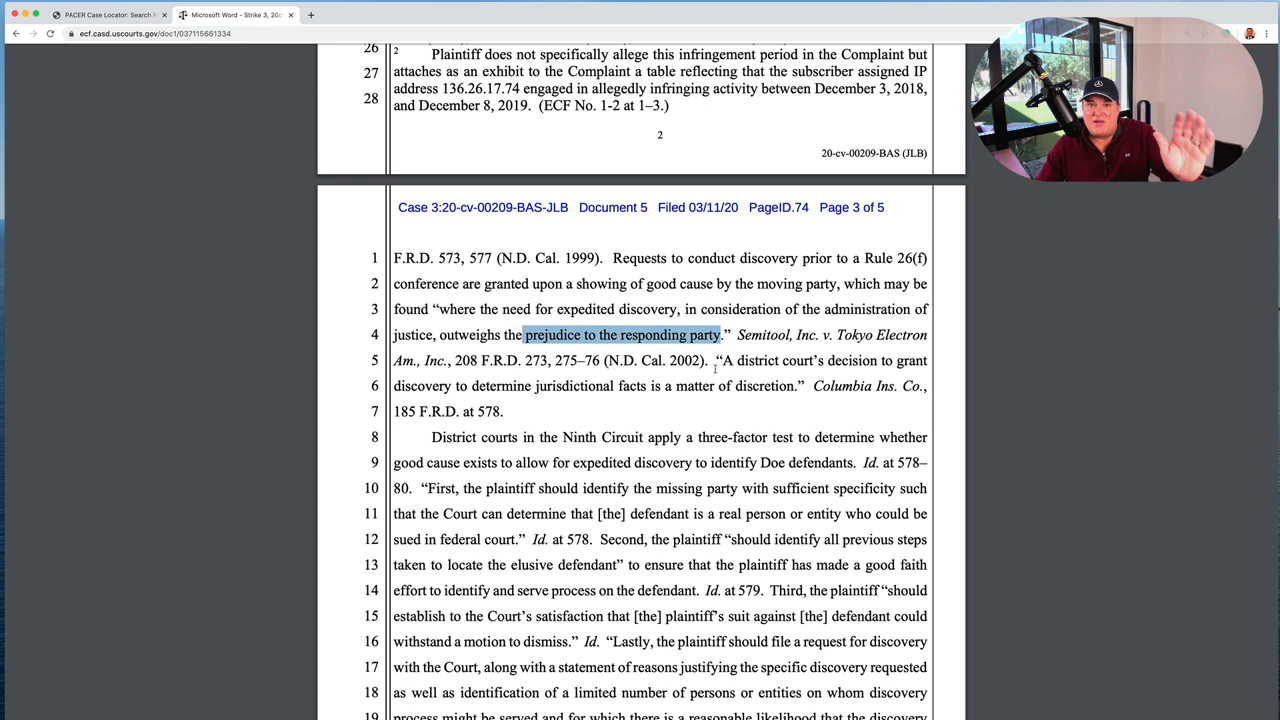 PACER Case Locator: Search R
Microsoft Word - Strike 3, 20c
ecf.casd.uscourts.gov/doc1/037115661334
26
2
Plaintiff does not specifically allege this infringement period in the Complaint but
27 attaches as an exhibit to the Complaint a table reflecting that the subscriber assigned IP
address 136.26.17.74 engaged in allegedly infringing activity between December 3, 2018,
28 and December 8, 2019. (ECF No. 1-2 at 1–3.)
2
20-cv-00209-BAS (JLB)
Case 3:20-cv-00209-BAS-JLB Document 5 Filed 03/11/20 PageID.74 Page 3 of 5
1 F.R.D. 573, 577 (N.D. Cal. 1999). Requests to conduct discovery prior to a Rule 26(f)
2 conference are granted upon a showing of good cause by the moving party, which may be
3 found “where the need for expedited discovery, in consideration of the administration of
4 justice, outweighs the prejudice to the responding party.” Semitool, Inc. v. Tokyo Electron
5 Am., Inc., 208 F.R.D. 273, 275–76 (N.D. Cal. 2002). “A district court’s decision to grant
6 discovery to determine jurisdictional facts is a matter of discretion.” Columbia Ins. Co.,
7 185 F.R.D. at 578.
8 District courts in the Ninth Circuit apply a three-factor test to determine whether
9 good cause exists to allow for expedited discovery to identify Doe defendants. Id. at 578–
10 80. “First, the plaintiff should identify the missing party with sufficient specificity such
11 that the Court can determine that [the] defendant is a real person or entity who could be
12 sued in federal court.” Id. at 578. Second, the plaintiff “should identify all previous steps
13 taken to locate the elusive defendant” to ensure that the plaintiff has made a good faith
14 effort to identify and serve process on the defendant. Id. at 579. Third, the plaintiff “should
15 establish to the Court’s satisfaction that [the] plaintiff’s suit against [the] defendant could
16 withstand a motion to dismiss.” Id. “Lastly, the plaintiff should file a request for discovery
17 with the Court, along with a statement of reasons justifying the specific discovery requested
18 as well as identification of a limited number of persons or entities on whom discovery
19 process might be served and for which there is a reasonable likelihood that the discovery